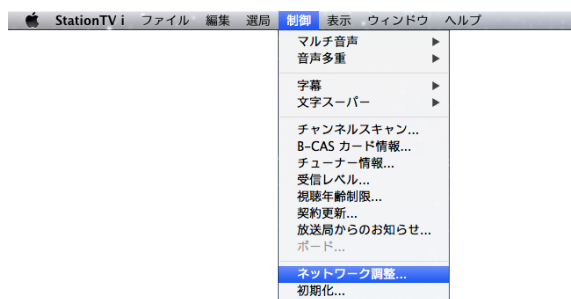 StationTV i ファイル 編集 選局 制御 表示 ウィンドウ ヘルプ
マルチ音声
音声多重
字幕
文字スーパー
チャンネルスキャン...
B-CAS カード情報...
チューナー情報...
受信レベル...
視聴年齢制限...
契約更新...
放送局からのお知らせ...
ボード...
ネットワーク調整...
初期化...